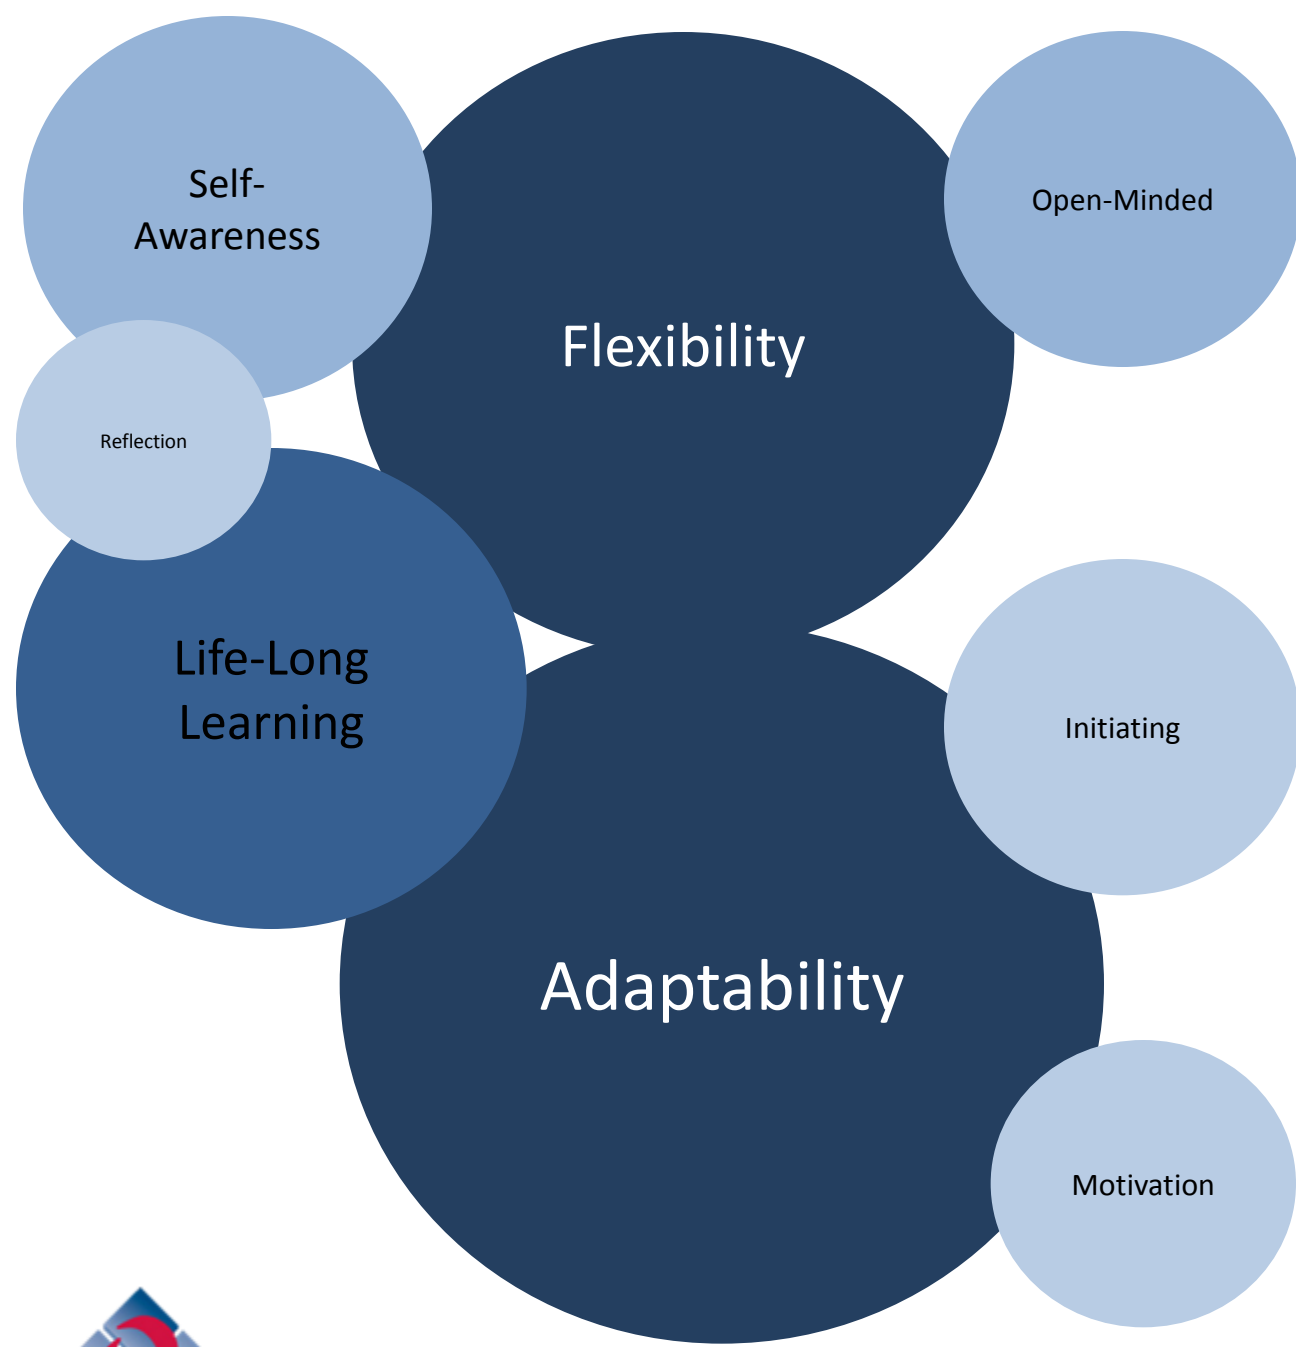 Self-
Awareness
Open-Minded
Flexibility
Reflection
Life-Long
Learning
Initiating
Adaptability
Motivation